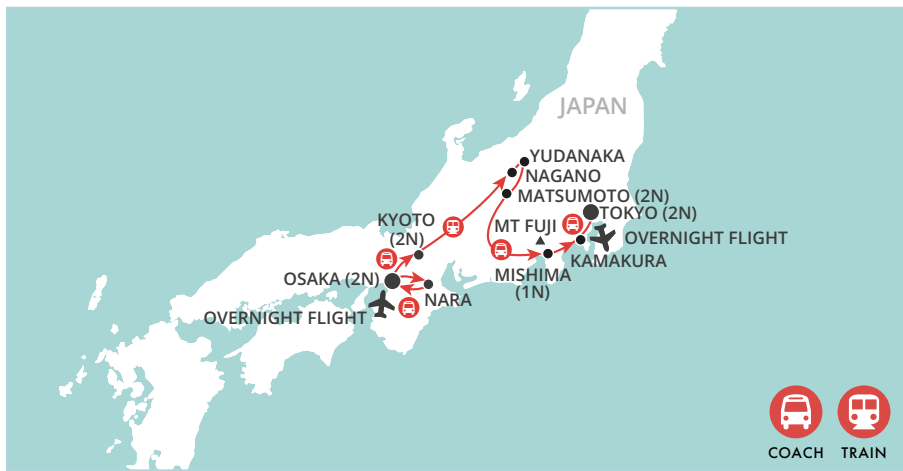 JAPAN
YUDANAKA
NAGANO
MATSUMOTO (2N)
TOKYO (2N)
KYOTO
(2N)
MT FUJI
OVERNIGHT FLIGHT
KAMAKURA
MISHIMA
(1N)
OSAKA (2N)
NARA
OVERNIGHT FLIGHT
COACH
TRAIN